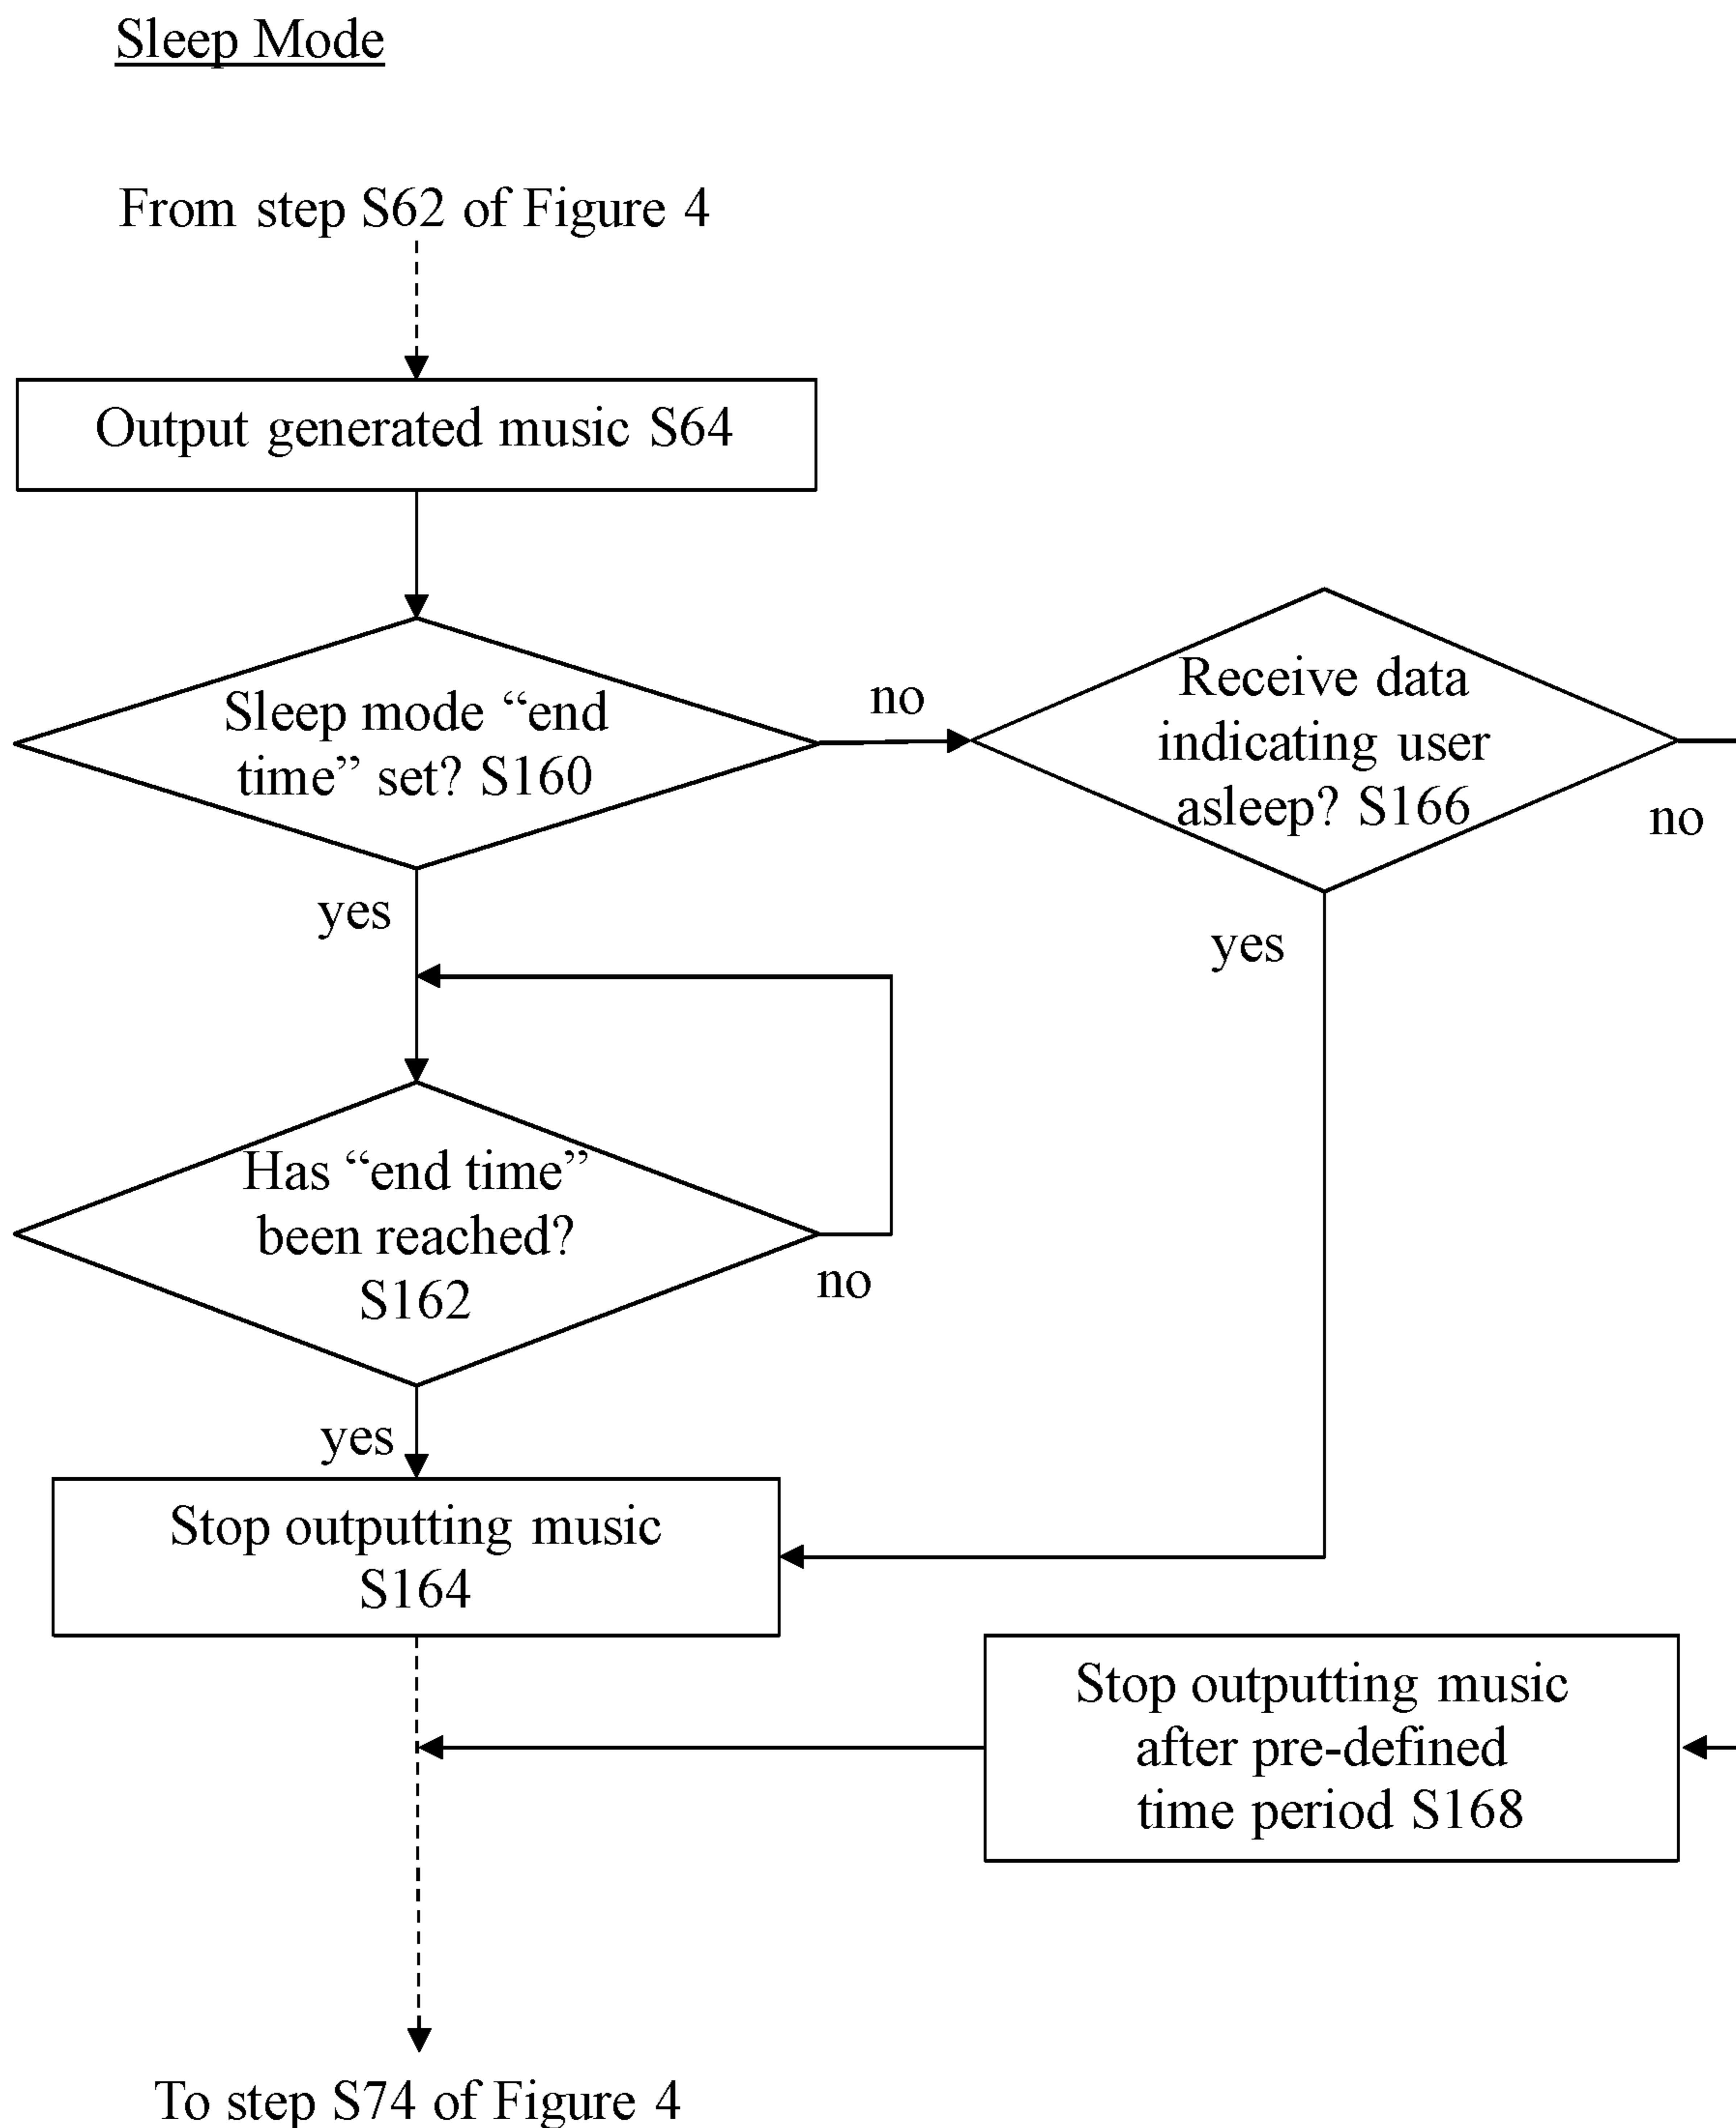 Sleep Mode
From step S62 of Figure 4
Output generated music S64
Sleep mode “end
time” set? S160
no
Receive data
indicating user
asleep? S166
no
yes
yes
Has “end time”
been reached?
S162
no
yes
Stop outputting music
S164
Stop outputting music
after pre-defined
time period S168
To step S74 of Figure 4